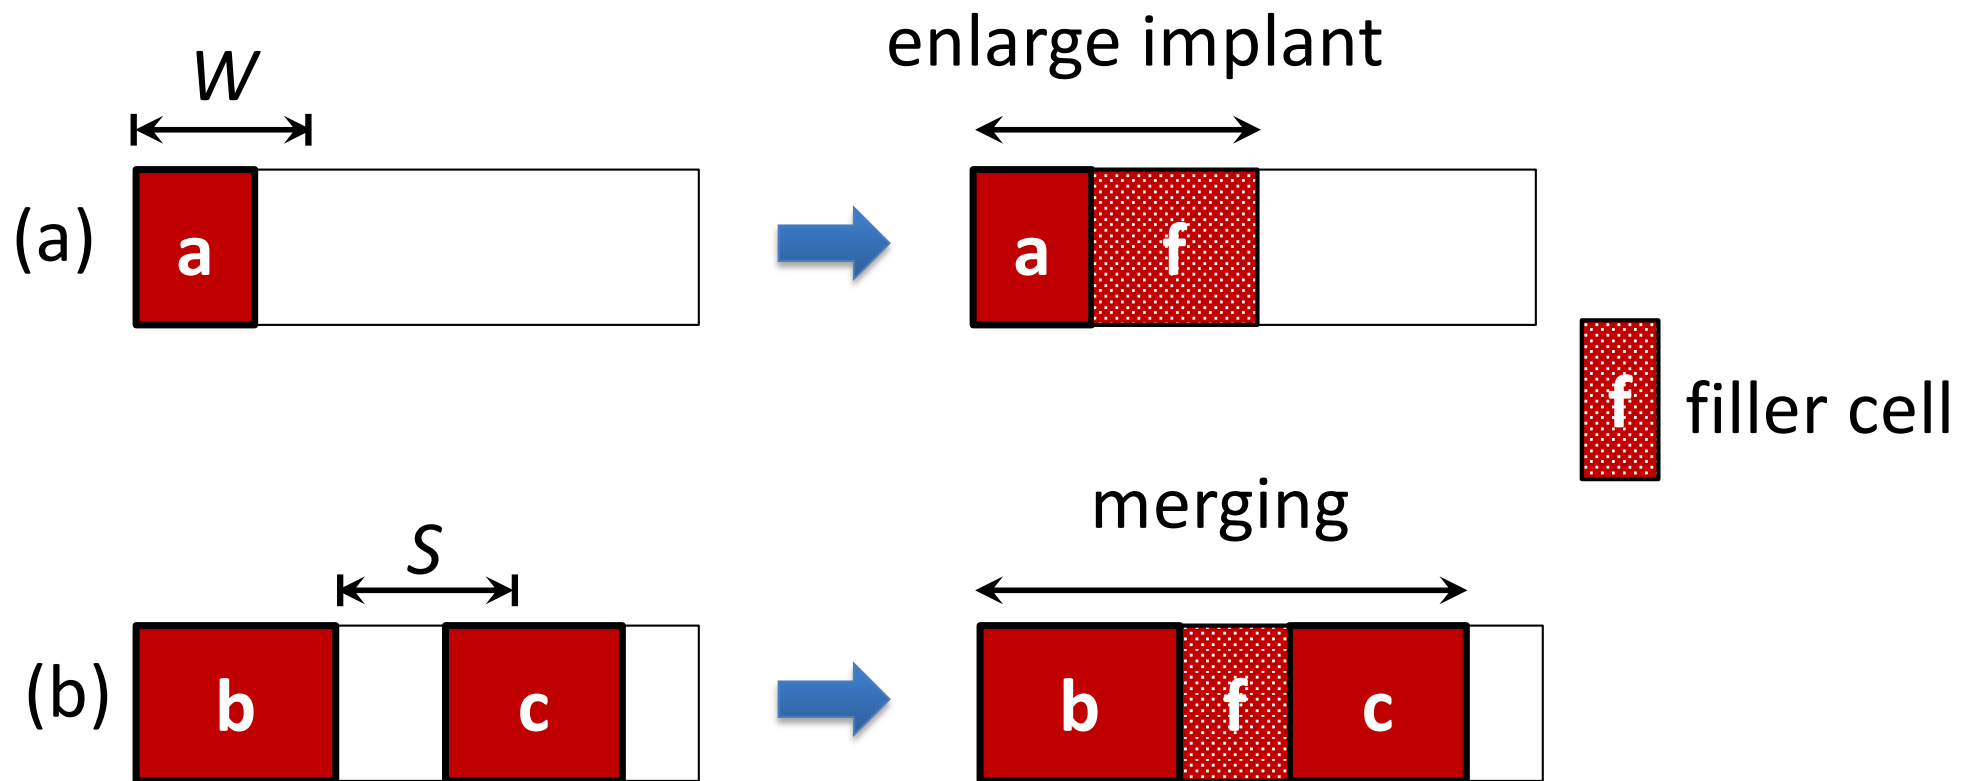 enlarge implant
W
(a)
a
a
f
f
filler cell
merging
S
(b)
b
c
b
f
c